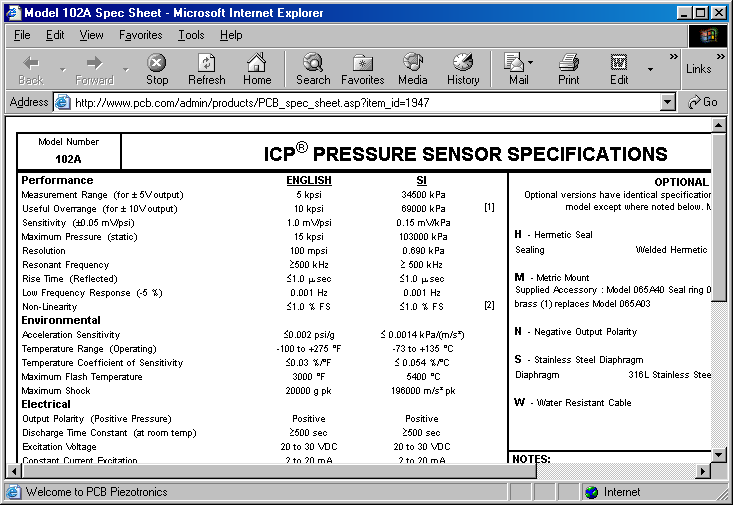 Model 102A Spec Sheet - Microsoft Internet Explorer
File Edit View Favorites Tools Help
Back Forward Stop Refresh Home Search Favorites Media History Mail Print Edit » Links »
Address http://www.pcb.com/admin/products/PCB_spec_sheet.asp?item_id=1947 Go
Model Number
102A
ICP® PRESSURE SENSOR SPECIFICATIONS
Performance ENGLISH SI
Measurement Range (for ± 5V output) 5 kpsi 34500 kPa
Useful Overrange (for ± 10V output) 10 kpsi 69000 kPa [1]
Sensitivity (±0.05 mV/psi) 1.0 mV/psi 0.15 mV/kPa
Maximum Pressure (static) 15 kpsi 103000 kPa
Resolution 100 mpsi 0.690 kPa
Resonant Frequency ≥500 kHz ≥ 500 kHz
Rise Time (Reflected) ≤1.0 μ sec ≤1.0 μ sec
Low Frequency Response (-5 %) 0.001 Hz 0.001 Hz
Non-Linearity ≤1.0 % FS ≤1.0 % FS [2]
Environmental
Acceleration Sensitivity ≤0.002 psi/g ≤ 0.0014 kPa/(m/s²)
Temperature Range (Operating) -100 to +275 °F -73 to +135 °C
Temperature Coefficient of Sensitivity ≤0.03 %/°F ≤ 0.054 %/°C
Maximum Flash Temperature 3000 °F 5400 °C
Maximum Shock 20000 g pk 196000 m/s² pk
Electrical
Output Polarity (Positive Pressure) Positive Positive
Discharge Time Constant (at room temp) ≥500 sec ≥500 sec
Excitation Voltage 20 to 30 VDC 20 to 30 VDC
Constant Current Excitation 2 to 20 mA 2 to 20 mA
OPTIONAL
Optional versions have identical specification
model except where noted below. M
H - Hermetic Seal
Sealing Welded Hermetic
M - Metric Mount
Supplied Accessory : Model 065A40 Seal ring 0
brass (1) replaces Model 065A03
N - Negative Output Polarity
S - Stainless Steel Diaphragm
Diaphragm 316L Stainless Stee
W - Water Resistant Cable
NOTES:
Welcome to PCB Piezotronics Internet